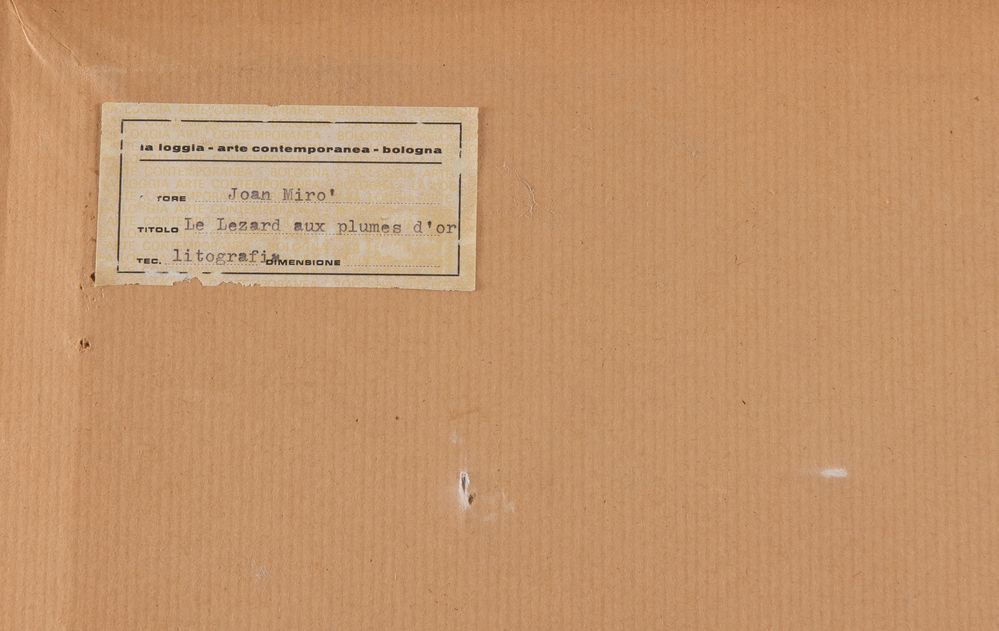 la loggia - arte contemporanea - bologna
TORE Joan Miro'
TITOLO Le Lezard aux plumes d'or
TEC. litografia DIMENSIONE